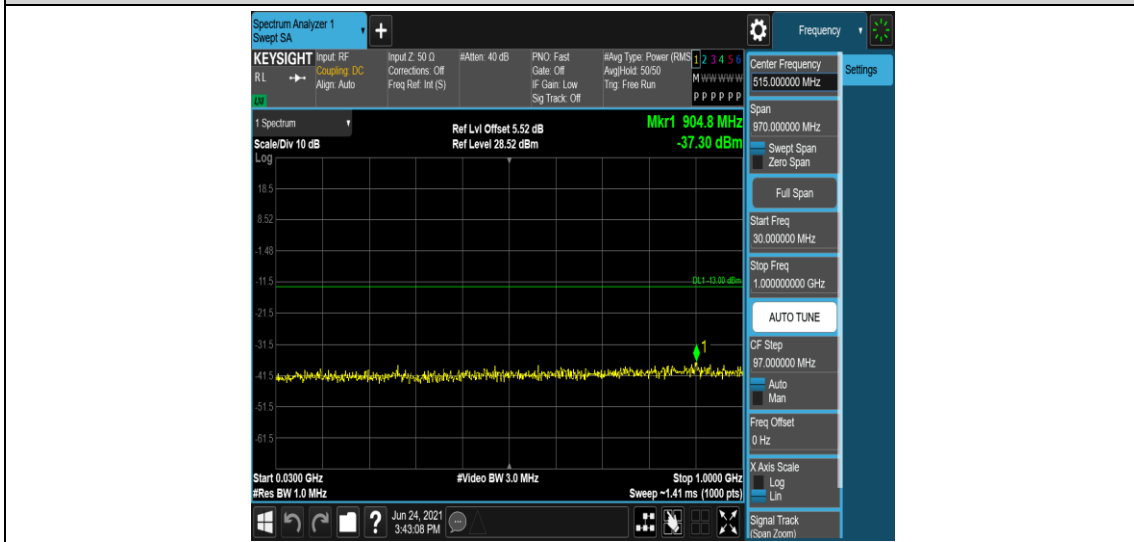 Spectrum Analyzer 1
Swept SA
+
Frequency
KEYSIGHT
RL
Input: RF
Coupling: DC
Align: Auto
Input Z: 50 Ω
Corrections: Off
Freq Ref: Int (S)
#Atten: 40 dB
PNO: Fast
Gate: Off
IF Gain: Low
Sig Track: Off
#Avg Type: Power (RMS
Avg|Hold: 50/50
Trig: Free Run
1 2 3 4 5 6
M W W W W W
P P P P P P
1 Spectrum
Scale/Div 10 dB
Ref Lvl Offset 5.52 dB
Ref Level 28.52 dBm
Mkr1 904.8 MHz
-37.30 dBm
Log
18.5
8.52
-1.48
-11.5
DL1 -13.00 dBm
-21.5
-31.5
1
-41.5
-51.5
-61.5
Start 0.0300 GHz
#Res BW 1.0 MHz
#Video BW 3.0 MHz
Stop 1.0000 GHz
Sweep ~1.41 ms (1000 pts)
?
Jun 24, 2021
3:43:08 PM
Center Frequency
515.000000 MHz
Settings
Span
970.000000 MHz
Swept Span
Zero Span
Full Span
Start Freq
30.000000 MHz
Stop Freq
1.000000000 GHz
AUTO TUNE
CF Step
97.000000 MHz
Auto
Man
Freq Offset
0 Hz
X Axis Scale
Log
Lin
Signal Track
(Span Zoom)